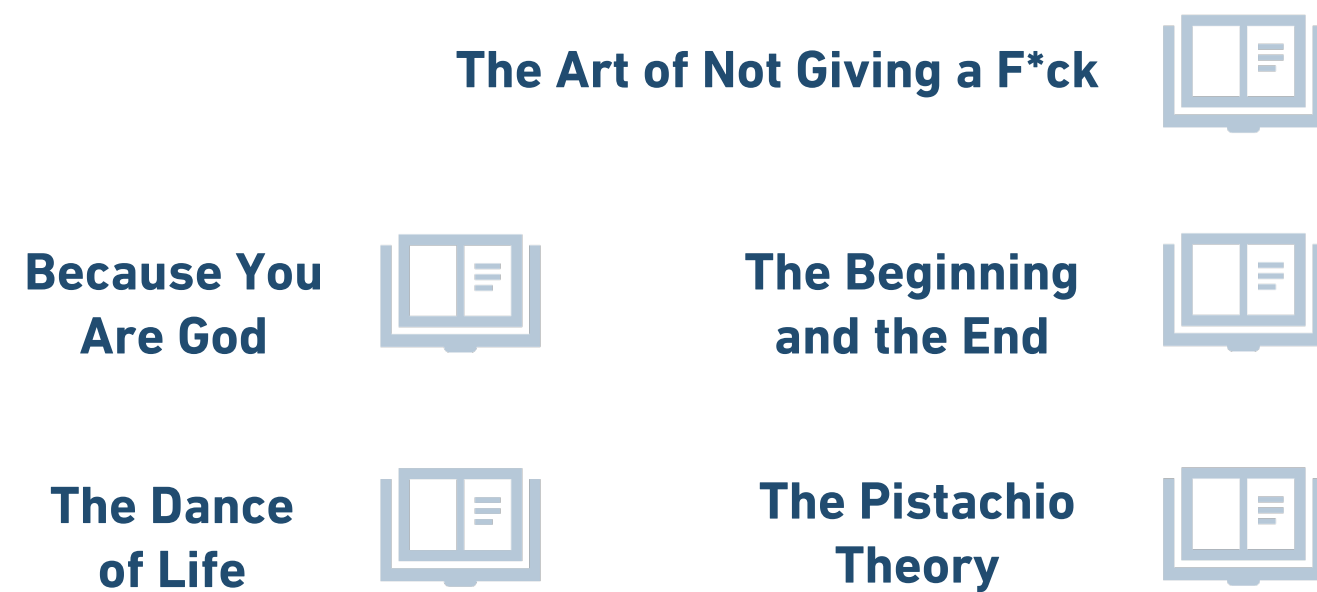 The Art of Not Giving a F*ck
Because You
Are God
The Beginning
and the End
The Dance
of Life
The Pistachio
Theory